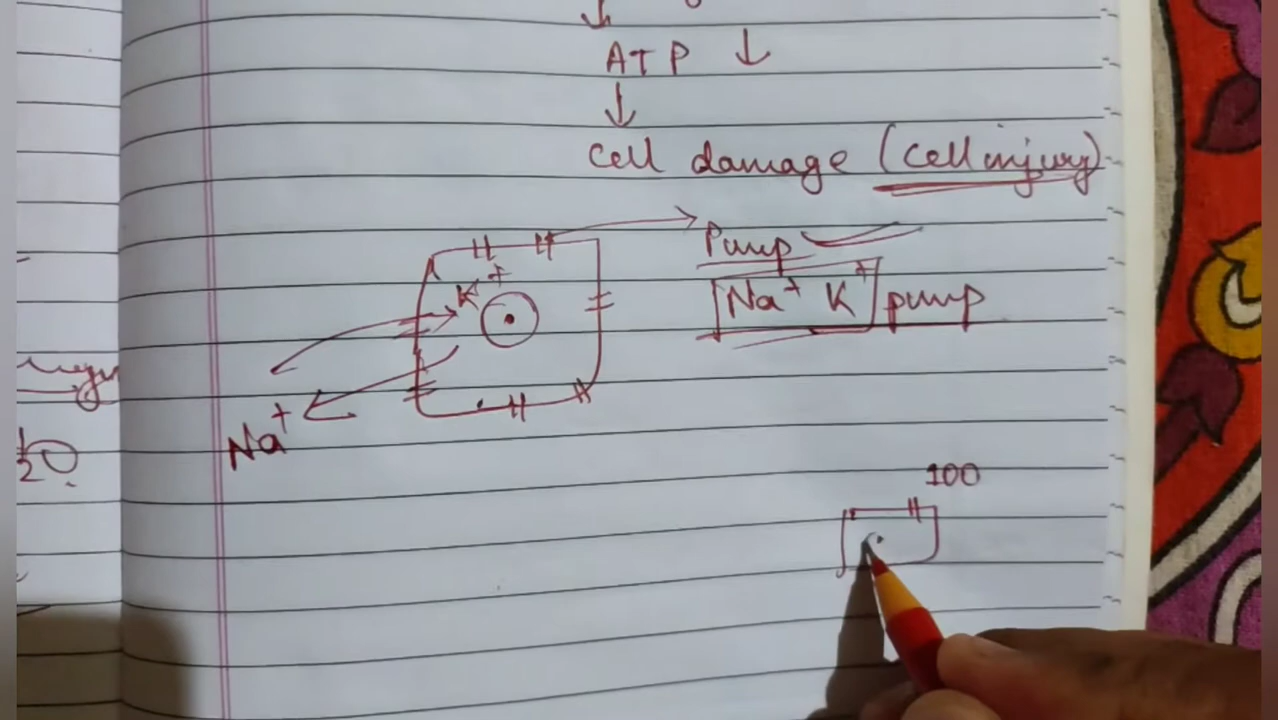 ATP ↓
↓
Cell damage (Cell injury)
Pump
K+
Na+ K+ pump
Na+
100